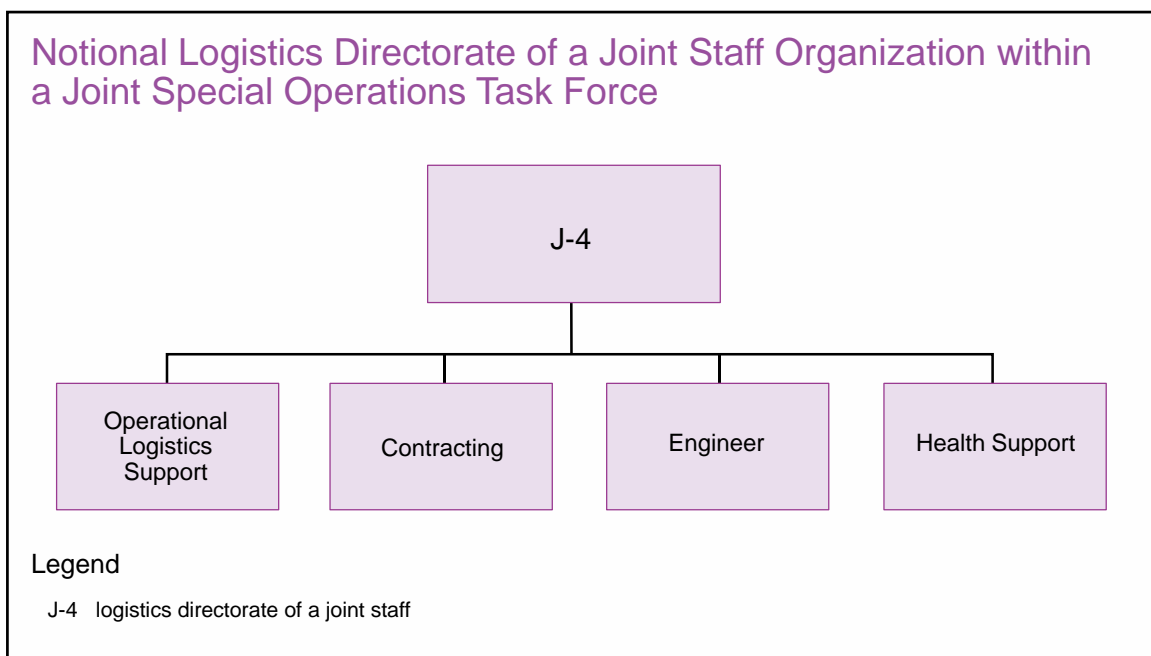 Notional Logistics Directorate of a Joint Staff Organization within
a Joint Special Operations Task Force
J-4
Operational
Logistics
Support
Contracting
Engineer
Health Support
Legend
J-4 logistics directorate of a joint staff